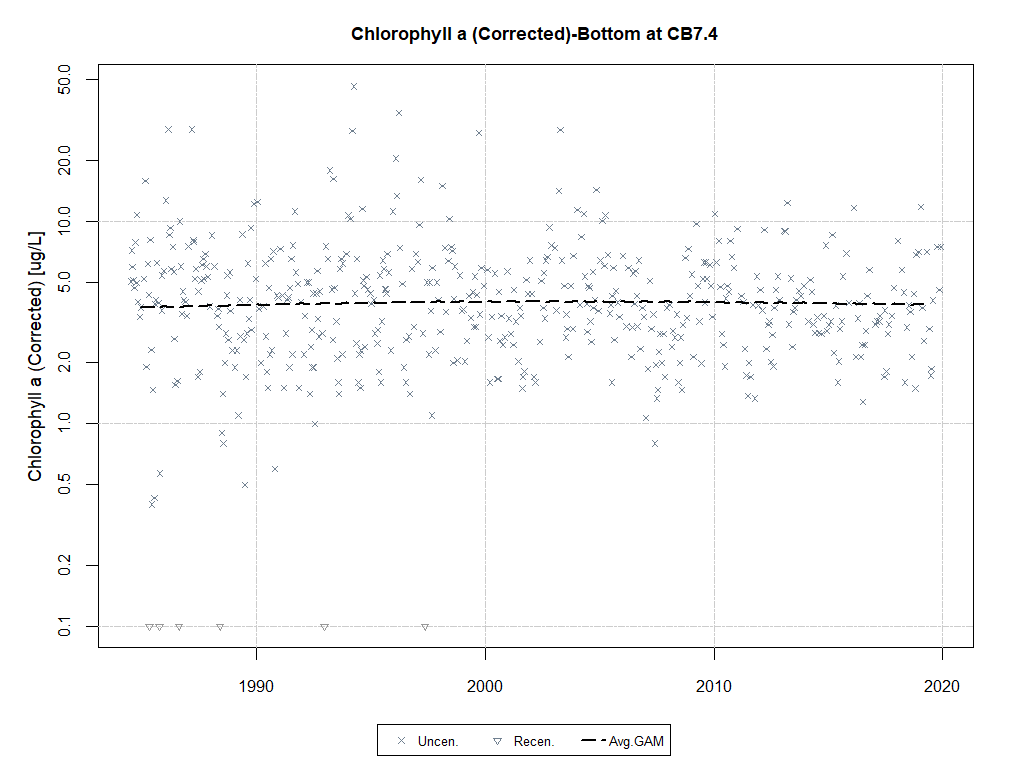 Chlorophyll a (Corrected)-Bottom at CB7.4
Chlorophyll a (Corrected) [ug/L]
50.0
20.0
10.0
5.0
2.0
1.0
0.5
0.2
0.1
1990 2000 2010 2020
Uncen. Recen. Avg.GAM